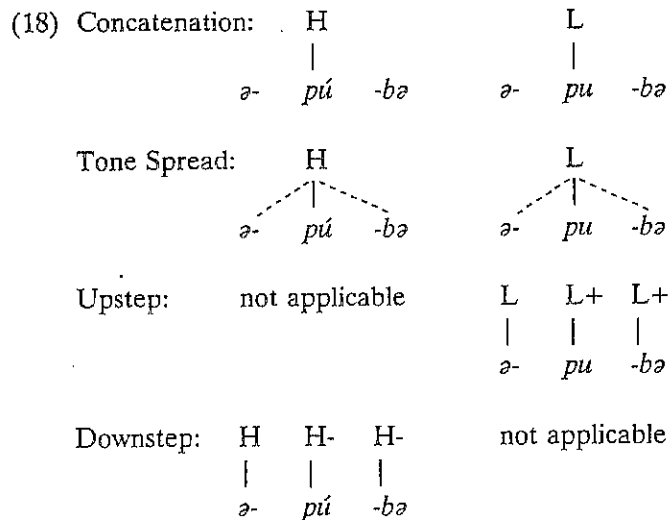 (18) Concatenation: H L
ə- pú -bə ə- pu -bə
Tone Spread: H L
ə- pú -bə ə- pu -bə
Upstep: not applicable L L+ L+
ə- pu -bə
Downstep: H H- H- not applicable
ə- pú -bə